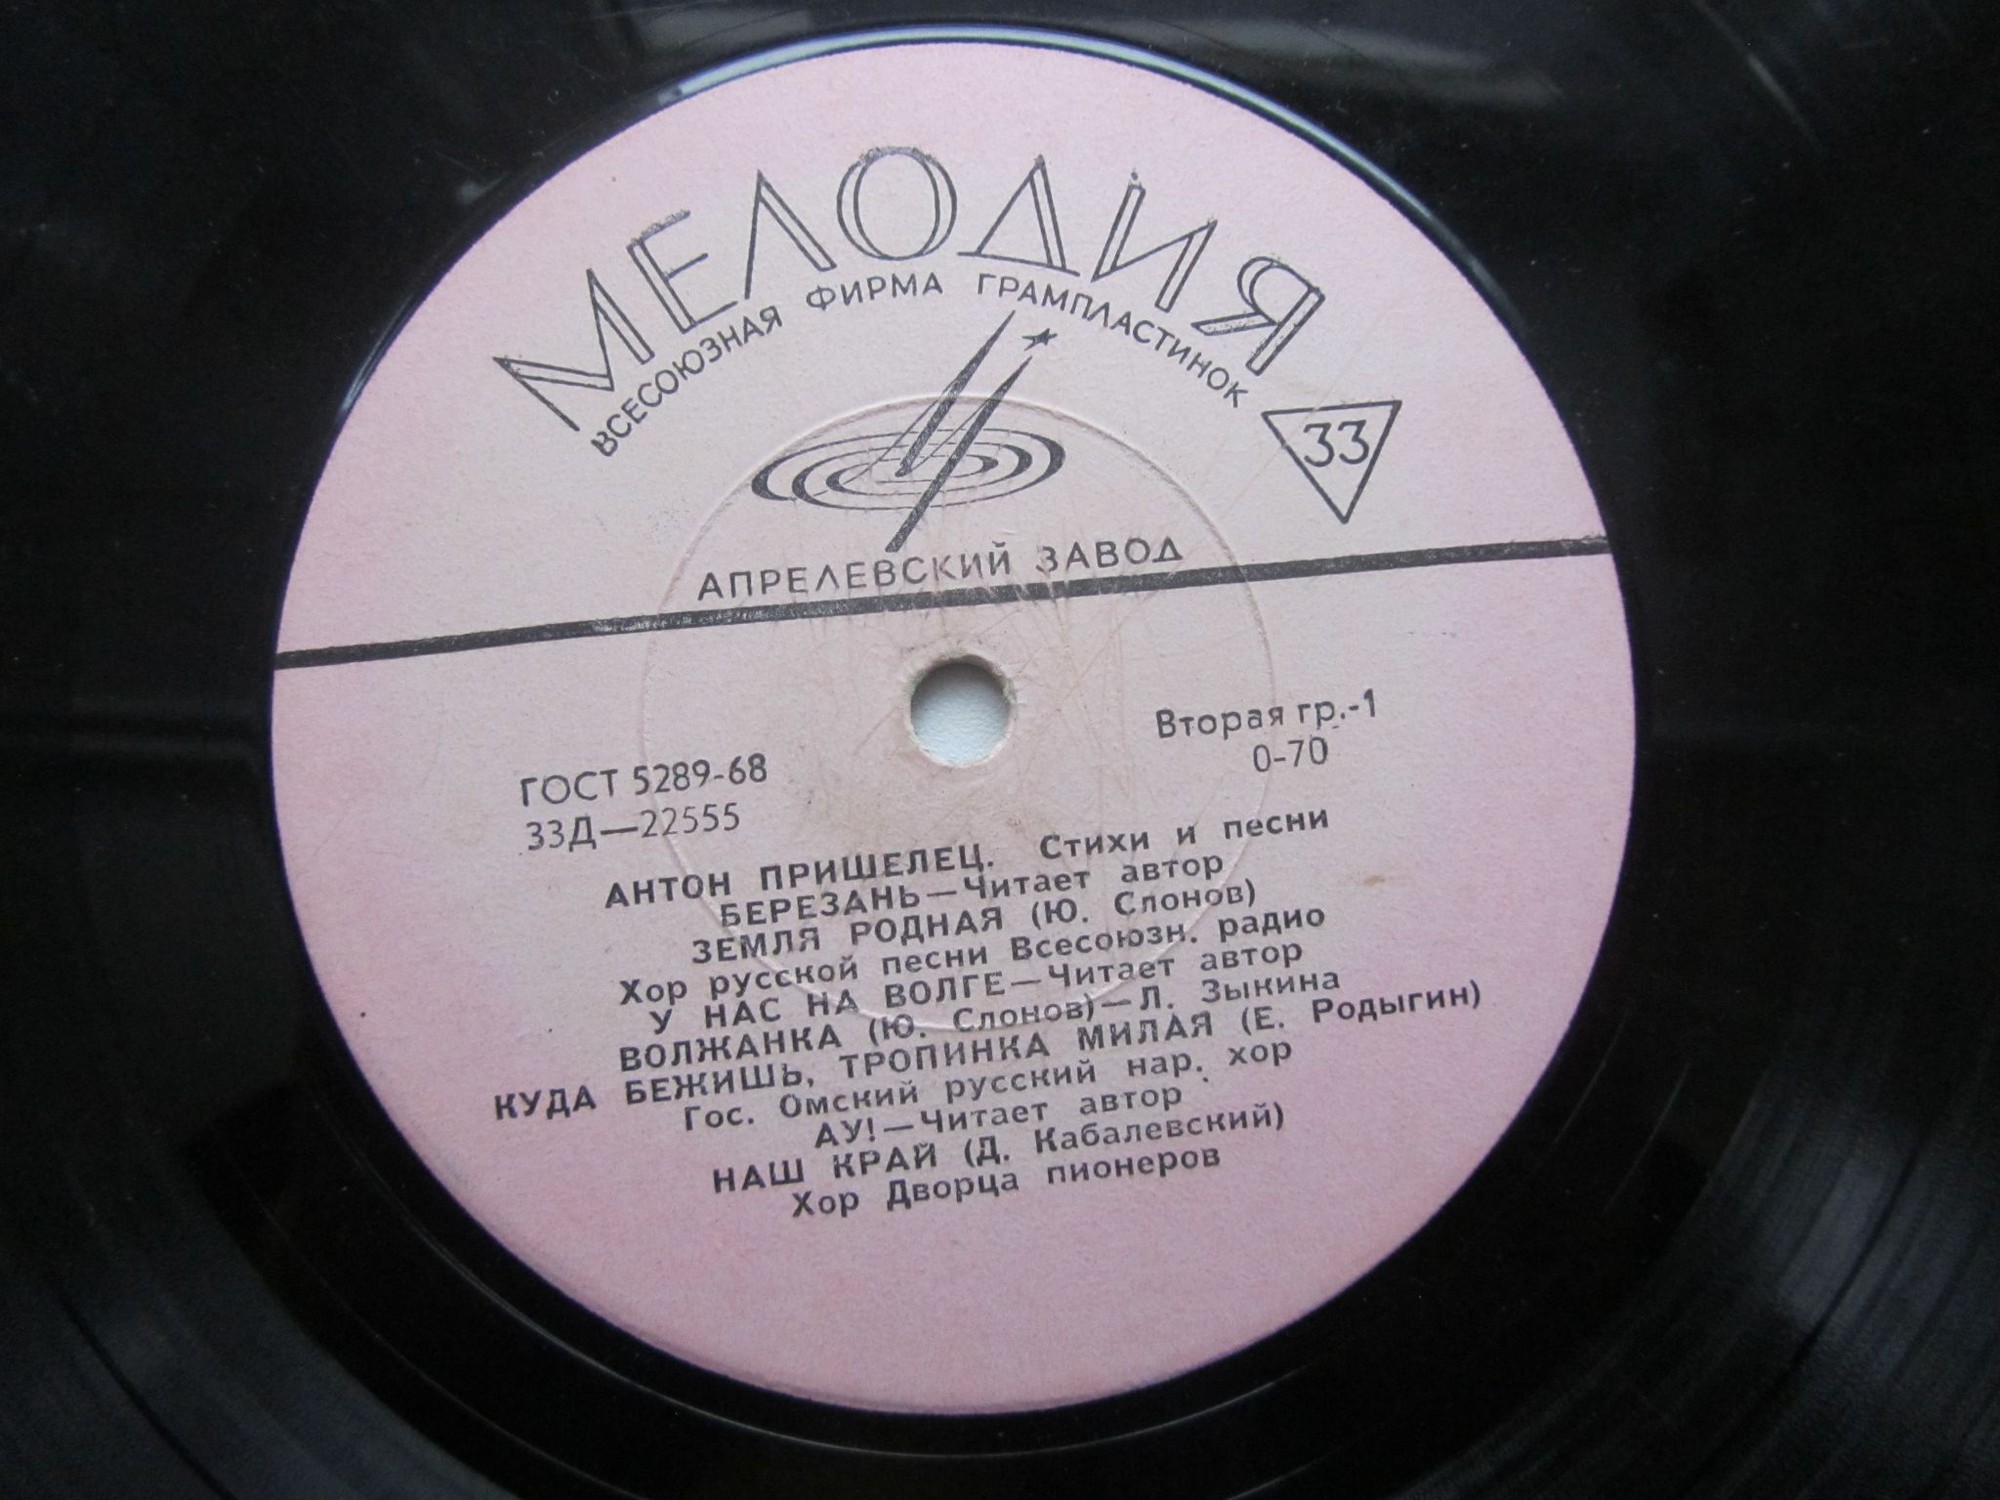 МЕЛОДИЯ
ВСЕСОЮЗНАЯ ФИРМА ГРАМПЛАСТИНОК
33
АПРЕЛЕВСКИЙ ЗАВОД
Вторая гр.-1
0-70
ГОСТ 5289-68
33Д—22555
АНТОН ПРИШЕЛЕЦ. Стихи и песни
БЕРЕЗАНЬ—Читает автор
ЗЕМЛЯ РОДНАЯ (Ю. Слонов)
Хор русской песни Всесоюзн. радио
У НАС НА ВОЛГЕ—Читает автор
ВОЛЖАНКА (Ю. Слонов)—Л. Зыкина
КУДА БЕЖИШЬ, ТРОПИНКА МИЛАЯ (Е. Родыгин)
Гос. Омский русский нар. хор
АУ!—Читает автор
НАШ КРАЙ (Д. Кабалевский)
Хор Дворца пионеров